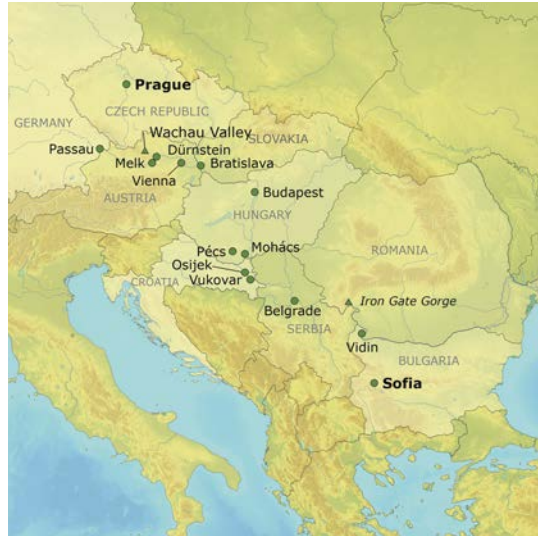 Prague
CZECH REPUBLIC
GERMANY
Wachau Valley
SLOVAKIA
Passau
Dürnstein
Melk
Bratislava
Vienna
AUSTRIA
Budapest
HUNGARY
Pécs
Mohács
ROMANIA
Osijek
CROATIA
Vukovar
Iron Gate Gorge
Belgrade
SERBIA
Vidin
BULGARIA
Sofia